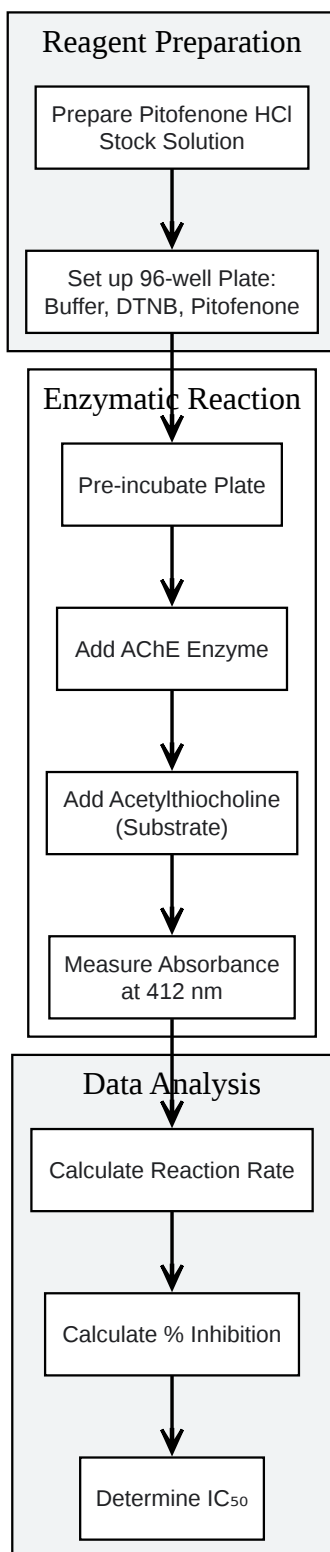 Reagent Preparation
Prepare Pitofenone HCl
Stock Solution
Set up 96-well Plate:
Buffer, DTNB, Pitofenone
Enzymatic Reaction
Pre-incubate Plate
Add AChE Enzyme
Add Acetylthiocholine
(Substrate)
Measure Absorbance
at 412 nm
Data Analysis
Calculate Reaction Rate
Calculate % Inhibition
Determine IC₅₀